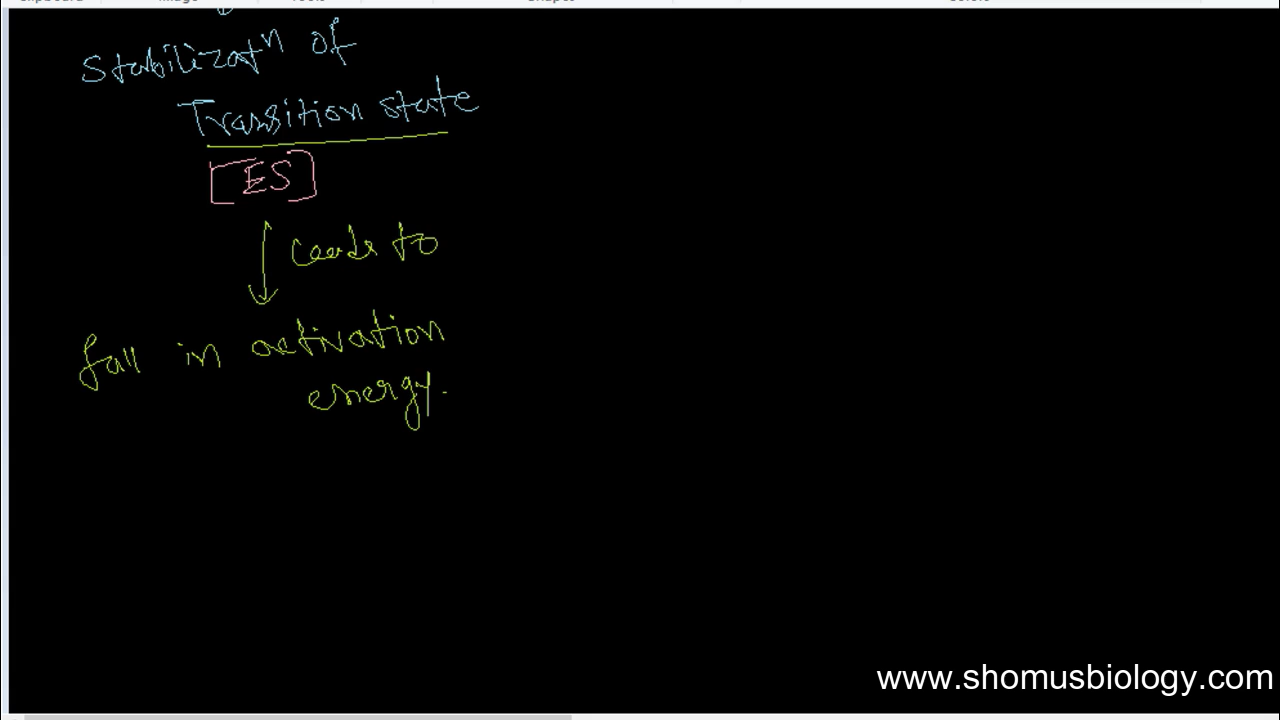 Stabilizatⁿ of
Transition state
[ES]
Leads to
fall in activation
energy.
www.shomusbiology.com